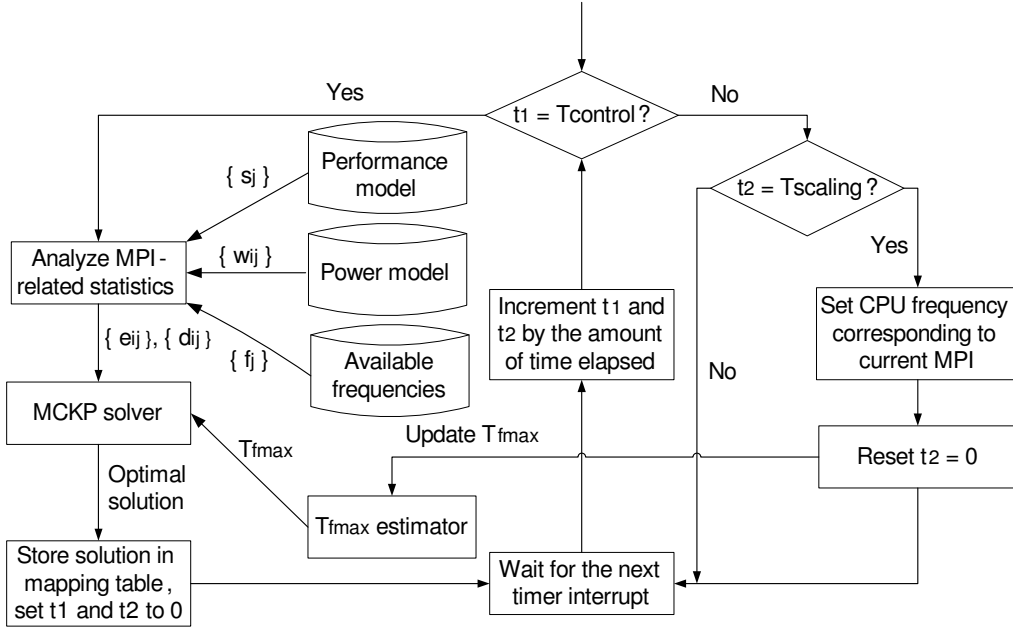 t1 = Tcontrol ?
Yes
No
Performance
model
{ sj }
t2 = Tscaling ?
Yes
No
Analyze MPI -
related statistics
{ wij }
Power model
{ fj }
Available
frequencies
{ eij }, { dij }
Increment t1 and
t2 by the amount
of time elapsed
Set CPU frequency
corresponding to
current MPI
MCKP solver
Tfmax
Update Tfmax
Reset t2 = 0
Optimal
solution
Tfmax estimator
Store solution in
mapping table ,
set t1 and t2 to 0
Wait for the next
timer interrupt